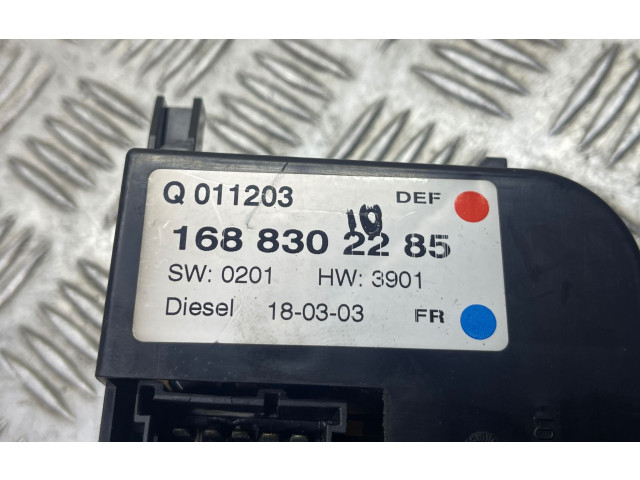 Q 011203 DEF
10
168 830 22 85
SW: 0201 HW: 3901
Diesel 18-03-03 FR